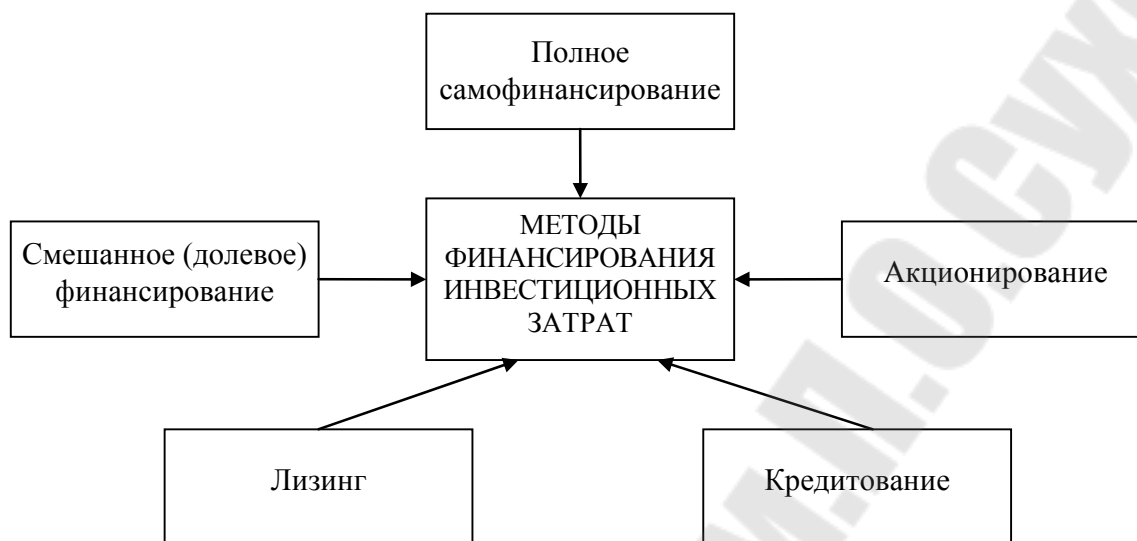 Полное
самофинансирование
Смешанное (долевое)
финансирование
МЕТОДЫ
ФИНАНСИРОВАНИЯ
ИНВЕСТИЦИОННЫХ
ЗАТРАТ
Акционирование
Лизинг
Кредитование